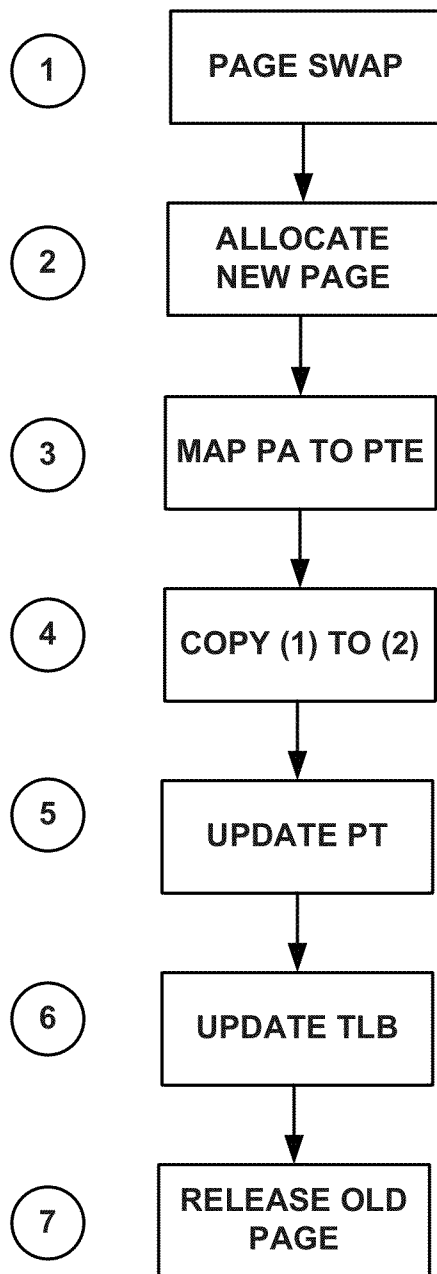 1
PAGE SWAP
2
ALLOCATE
NEW PAGE
3
MAP PA TO PTE
4
COPY (1) TO (2)
5
UPDATE PT
6
UPDATE TLB
7
RELEASE OLD
PAGE